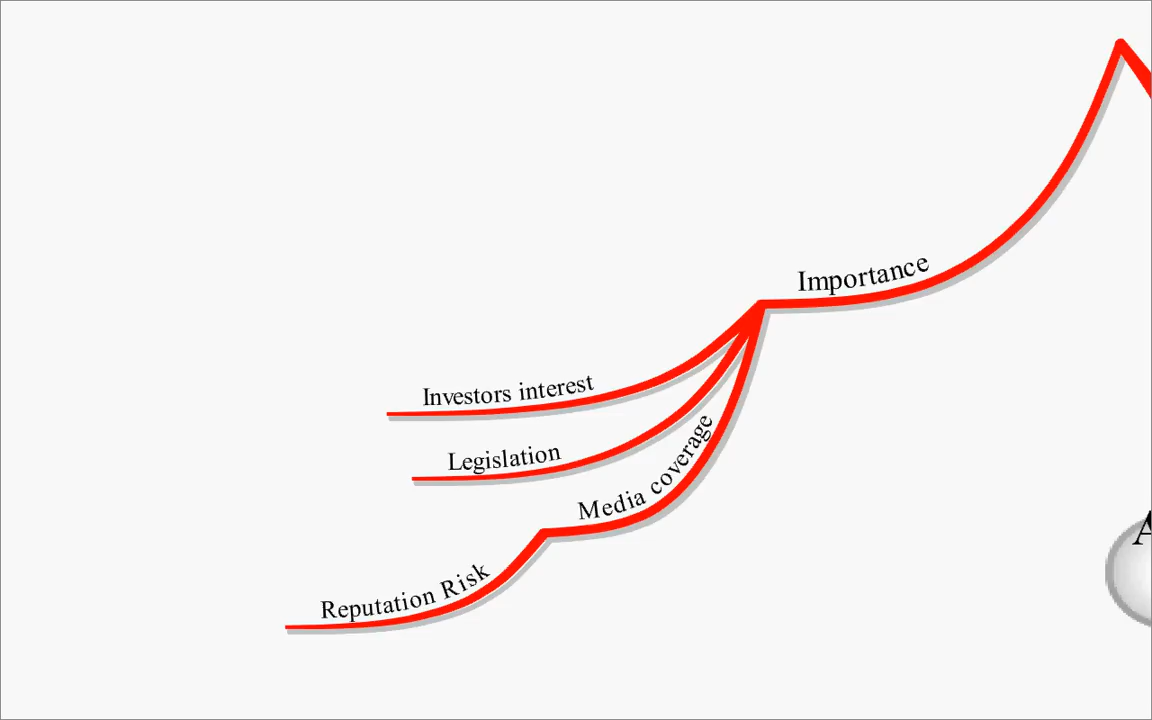 Importance
Investors interest
Legislation
Media coverage
Reputation Risk